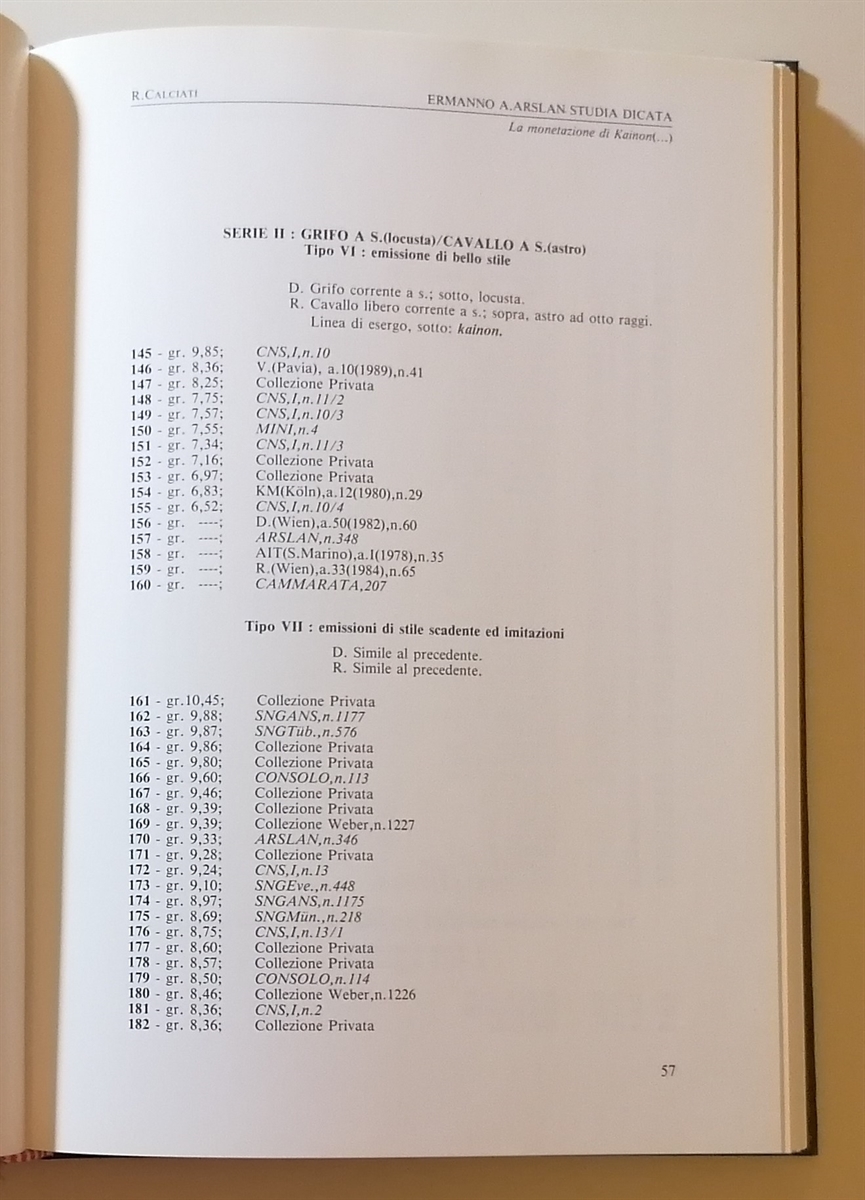 R. CALCIATI
ERMANNO A.ARSLAN STUDIA DICATA
La monetazione di Kainon(...)
SERIE II : GRIFO A S.(locusta)/CAVALLO A S.(astro)
Tipo VI : emissione di bello stile
D. Grifo corrente a s.; sotto, locusta.
R. Cavallo libero corrente a s.; sopra, astro ad otto raggi.
Linea di esergo, sotto: kainon.
145 - gr. 9,85; CNS,I,n.10
146 - gr. 8,36; V.(Pavia), a.10(1989),n.41
147 - gr. 8,25; Collezione Privata
148 - gr. 7,75; CNS,I,n.11/2
149 - gr. 7,57; CNS,I,n.10/3
150 - gr. 7,55; MINI,n.4
151 - gr. 7,34; CNS,I,n.11/3
152 - gr. 7,16; Collezione Privata
153 - gr. 6,97; Collezione Privata
154 - gr. 6,83; KM(Köln),a.12(1980),n.29
155 - gr. 6,52; CNS,I,n.10/4
156 - gr. ----; D.(Wien),a.50(1982),n.60
157 - gr. ----; ARSLAN,n.348
158 - gr. ----; AIT(S.Marino),a.I(1978),n.35
159 - gr. ----; R.(Wien),a.33(1984),n.65
160 - gr. ----; CAMMARATA,207
Tipo VII : emissioni di stile scadente ed imitazioni
D. Simile al precedente.
R. Simile al precedente.
161 - gr.10,45; Collezione Privata
162 - gr. 9,88; SNGANS,n.1177
163 - gr. 9,87; SNGTüb.,n.576
164 - gr. 9,86; Collezione Privata
165 - gr. 9,80; Collezione Privata
166 - gr. 9,60; CONSOLO,n.113
167 - gr. 9,46; Collezione Privata
168 - gr. 9,39; Collezione Privata
169 - gr. 9,39; Collezione Weber,n.1227
170 - gr. 9,33; ARSLAN,n.346
171 - gr. 9,28; Collezione Privata
172 - gr. 9,24; CNS,I,n.13
173 - gr. 9,10; SNGEve.,n.448
174 - gr. 8,97; SNGANS,n.1175
175 - gr. 8,69; SNGMün.,n.218
176 - gr. 8,75; CNS,I,n.13/1
177 - gr. 8,60; Collezione Privata
178 - gr. 8,57; Collezione Privata
179 - gr. 8,50; CONSOLO,n.114
180 - gr. 8,46; Collezione Weber,n.1226
181 - gr. 8,36; CNS,I,n.2
182 - gr. 8,36; Collezione Privata
57